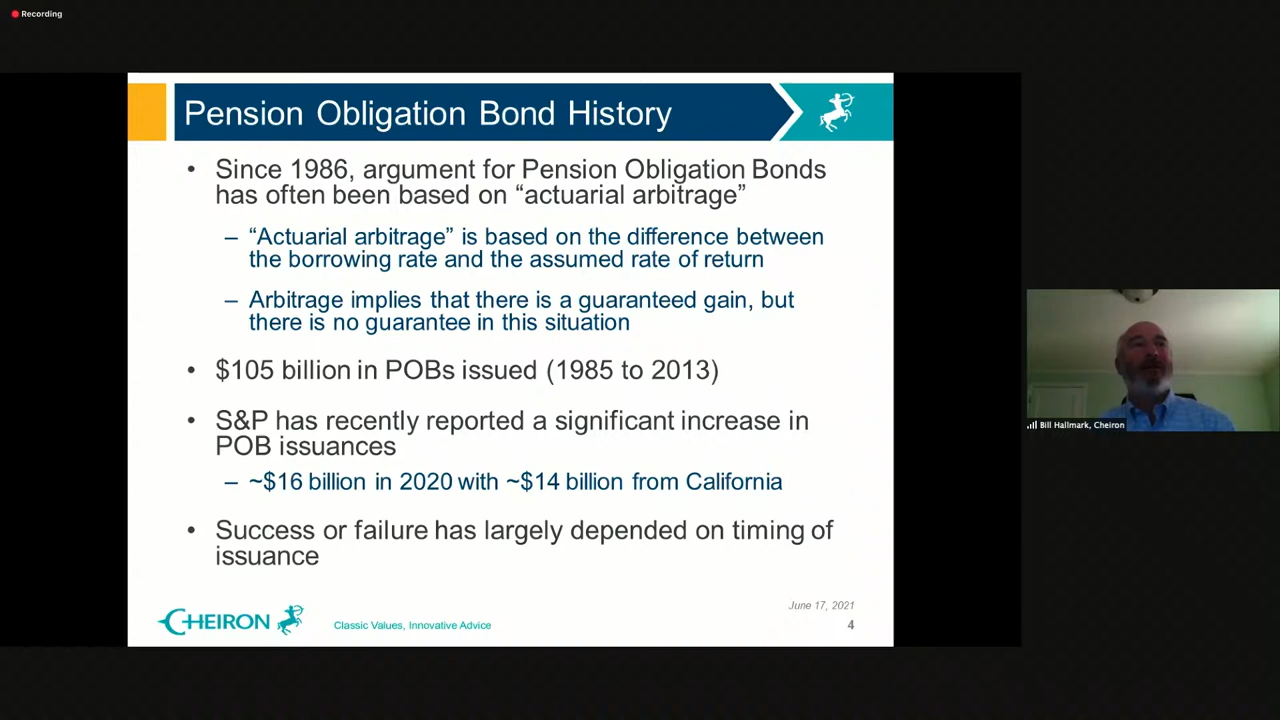 Recording
Pension Obligation Bond History
• Since 1986, argument for Pension Obligation Bonds
has often been based on “actuarial arbitrage”
– “Actuarial arbitrage” is based on the difference between
the borrowing rate and the assumed rate of return
– Arbitrage implies that there is a guaranteed gain, but
there is no guarantee in this situation
• $105 billion in POBs issued (1985 to 2013)
• S&P has recently reported a significant increase in
POB issuances
– ~$16 billion in 2020 with ~$14 billion from California
• Success or failure has largely depended on timing of
issuance
June 17, 2021
CHEIRON
Classic Values, Innovative Advice
4
Bill Hallmark, Cheiron